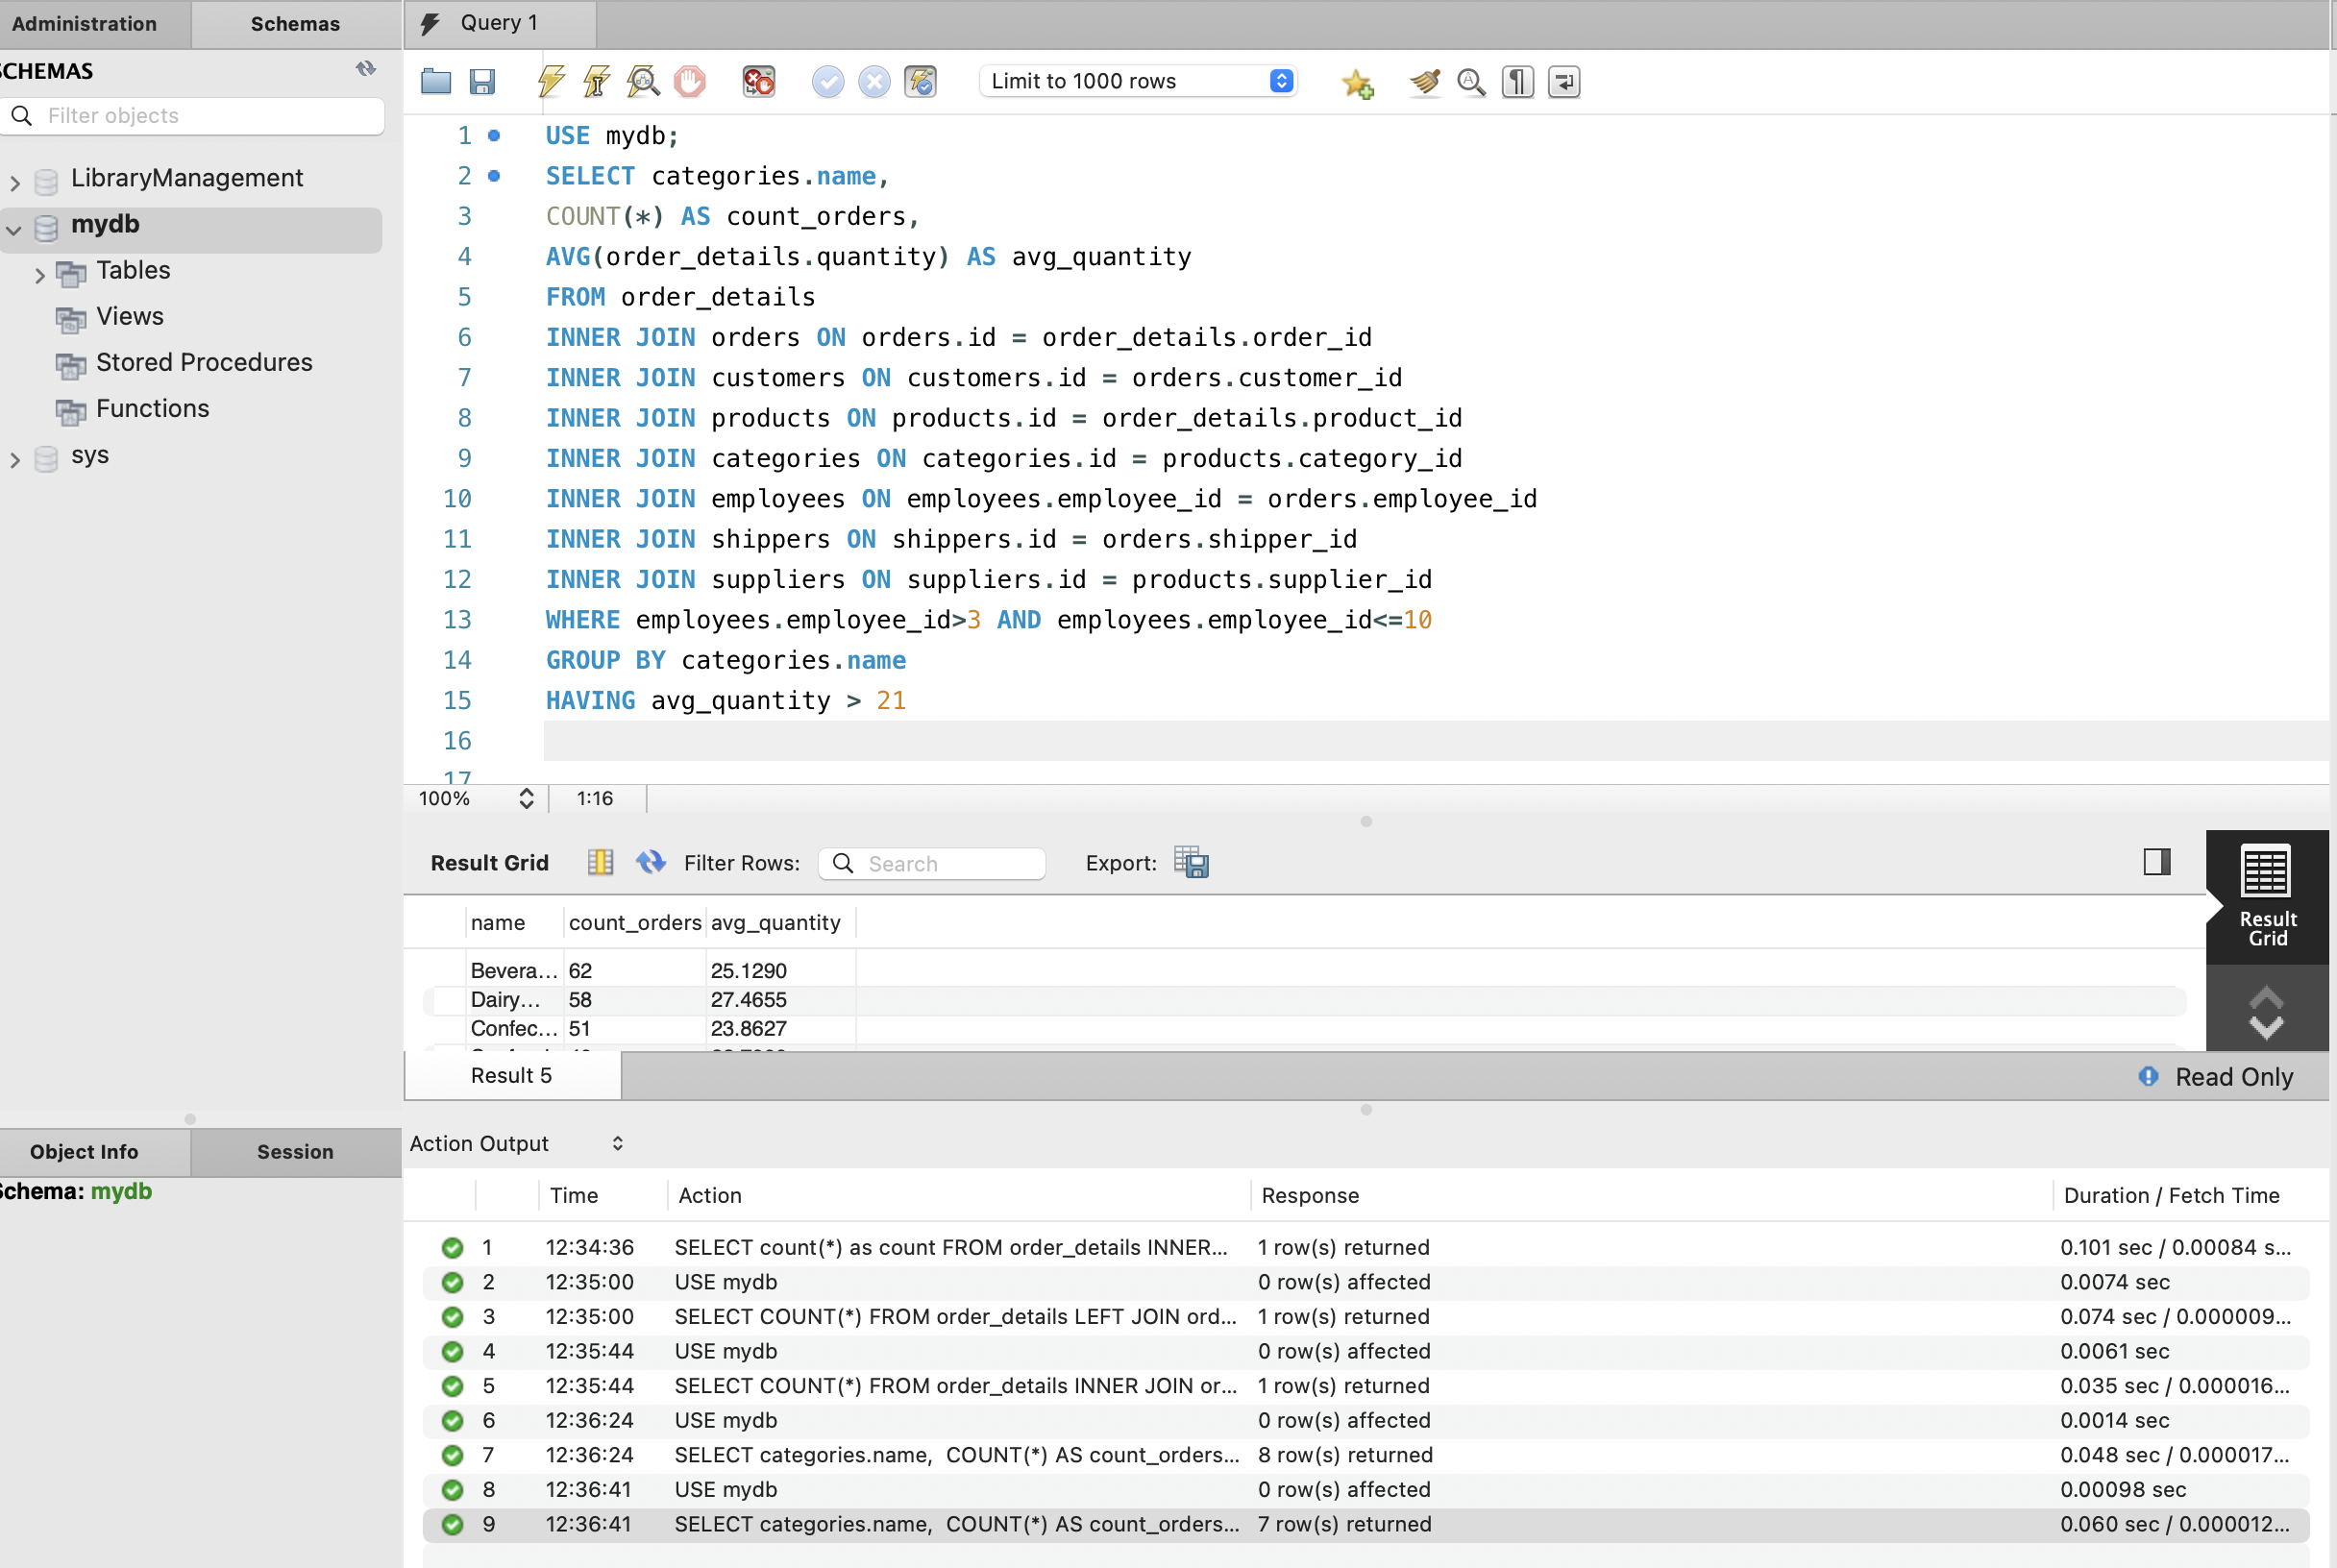 Administration
Schemas
SCHEMAS
Filter objects
LibraryManagement
mydb
Tables
Views
Stored Procedures
Functions
sys
Query 1
Limit to 1000 rows
1 USE mydb;
2 SELECT categories.name,
3 COUNT(*) AS count_orders,
4 AVG(order_details.quantity) AS avg_quantity
5 FROM order_details
6 INNER JOIN orders ON orders.id = order_details.order_id
7 INNER JOIN customers ON customers.id = orders.customer_id
8 INNER JOIN products ON products.id = order_details.product_id
9 INNER JOIN categories ON categories.id = products.category_id
10 INNER JOIN employees ON employees.employee_id = orders.employee_id
11 INNER JOIN shippers ON shippers.id = orders.shipper_id
12 INNER JOIN suppliers ON suppliers.id = products.supplier_id
13 WHERE employees.employee_id>3 AND employees.employee_id<=10
14 GROUP BY categories.name
15 HAVING avg_quantity > 21
16
17
100% 1:16
Result Grid Filter Rows: Search Export:
Result
Grid
name count_orders avg_quantity
Bevera... 62 25.1290
Dairy... 58 27.4655
Confec... 51 23.8627
Result 5
Read Only
Object Info
Session
Schema: mydb
Action Output
Time Action Response Duration / Fetch Time
1 12:34:36 SELECT count(*) as count FROM order_details INNER... 1 row(s) returned 0.101 sec / 0.00084 s...
2 12:35:00 USE mydb 0 row(s) affected 0.0074 sec
3 12:35:00 SELECT COUNT(*) FROM order_details LEFT JOIN ord... 1 row(s) returned 0.074 sec / 0.000009...
4 12:35:44 USE mydb 0 row(s) affected 0.0061 sec
5 12:35:44 SELECT COUNT(*) FROM order_details INNER JOIN or... 1 row(s) returned 0.035 sec / 0.000016...
6 12:36:24 USE mydb 0 row(s) affected 0.0014 sec
7 12:36:24 SELECT categories.name, COUNT(*) AS count_orders... 8 row(s) returned 0.048 sec / 0.000017...
8 12:36:41 USE mydb 0 row(s) affected 0.00098 sec
9 12:36:41 SELECT categories.name, COUNT(*) AS count_orders... 7 row(s) returned 0.060 sec / 0.000012...